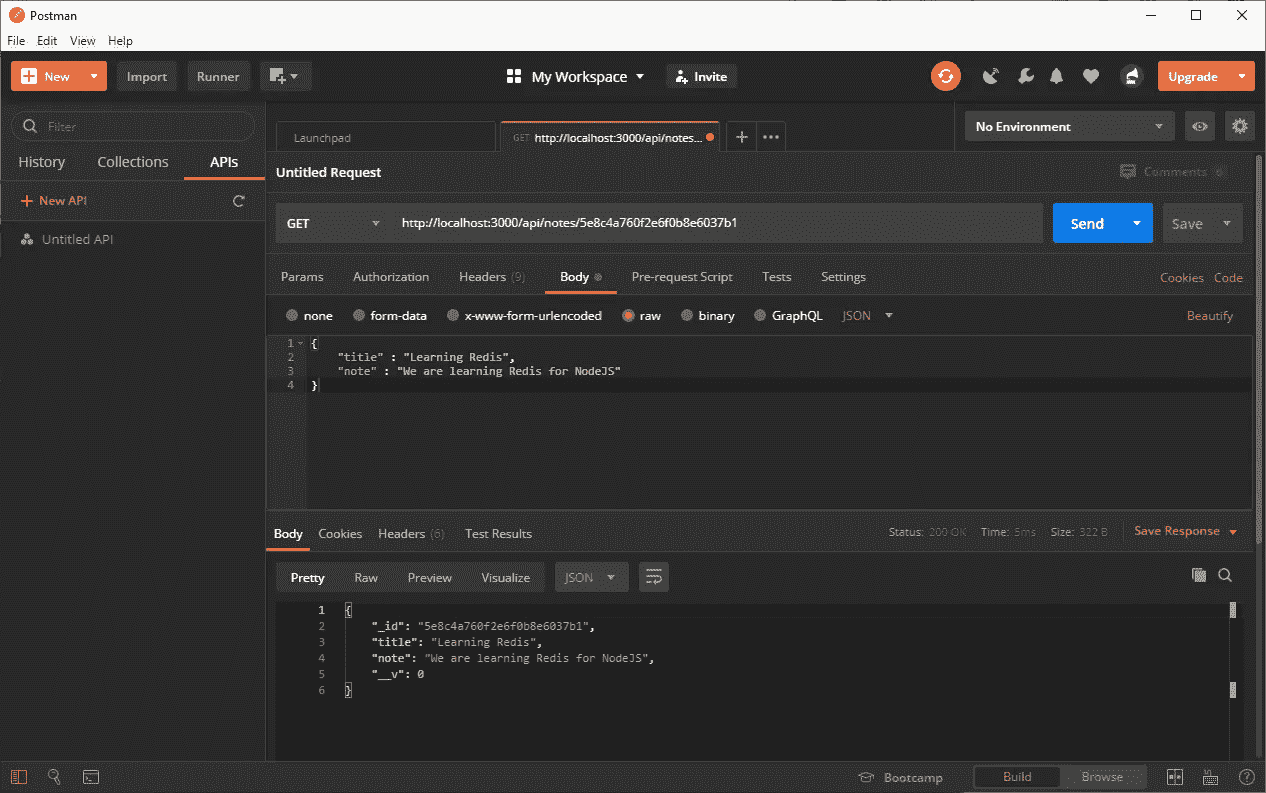 Postman
File Edit View Help
New Import Runner My Workspace Invite Upgrade
Filter
Launchpad GET http://localhost:3000/api/notes... No Environment
History Collections APIs
Untitled Request Comments 0
New API
GET http://localhost:3000/api/notes/5e8c4a760f2e6f0b8e6037b1 Send Save
Untitled API
Params Authorization Headers (9) Body Pre-request Script Tests Settings Cookies Code
none form-data x-www-form-urlencoded raw binary GraphQL JSON Beautify
1 {
2 "title" : "Learning Redis",
3 "note" : "We are learning Redis for NodeJS"
4 }
Body Cookies Headers (6) Test Results Status: 200 OK Time: 5ms Size: 322 B Save Response
Pretty Raw Preview Visualize JSON
1 {
2 "_id": "5e8c4a760f2e6f0b8e6037b1",
3 "title": "Learning Redis",
4 "note": "We are learning Redis for NodeJS",
5 "__v": 0
6 }
Bootcamp Build Browse